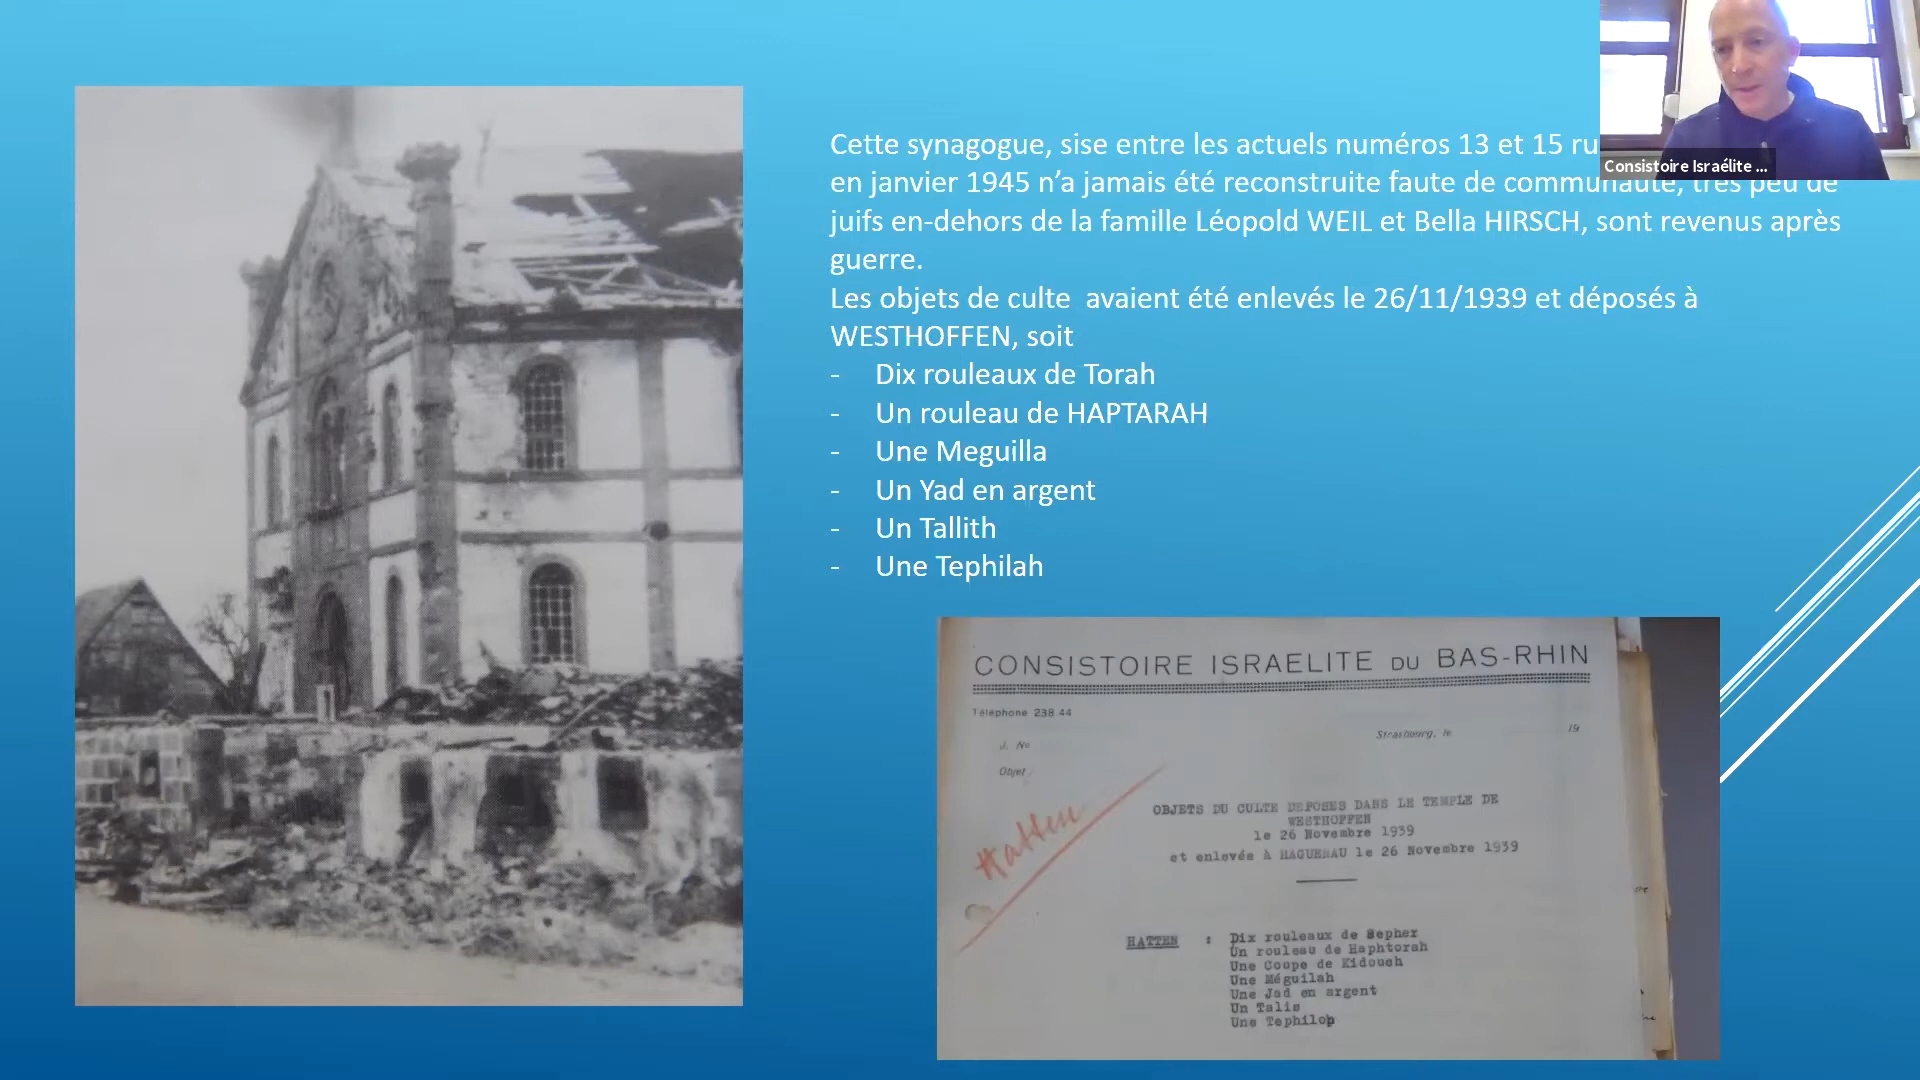 Cette synagogue, sise entre les actuels numéros 13 et 15 ru
en janvier 1945 n’a jamais été reconstruite faute de communauté, très peu de
juifs en-dehors de la famille Léopold WEIL et Bella HIRSCH, sont revenus après
guerre.
Les objets de culte  avaient été enlevés le 26/11/1939 et déposés à
WESTHOFFEN, soit
- Dix rouleaux de Torah
- Un rouleau de HAPTARAH
- Une Meguilla
- Un Yad en argent
- Un Tallith
- Une Tephilah
Consistoire Israélite ...
CONSISTOIRE ISRAELITE DU BAS-RHIN
Téléphone 238.44
Strasbourg, le 19
J. No
Objet :
Hatten
OBJETS DU CULTE DEPOSES DANS LE TEMPLE DE
WESTHOFFEN
le 26 Novembre 1939
et enlevés à HAGUENAU le 26 Novembre 1939
HATTEN : Dix rouleaux de Sepher
Un rouleau de Haphtorah
Une Coupe de Kidoush
Une Méguilah
Une Jad en argent
Un Talis
Une Tephilop